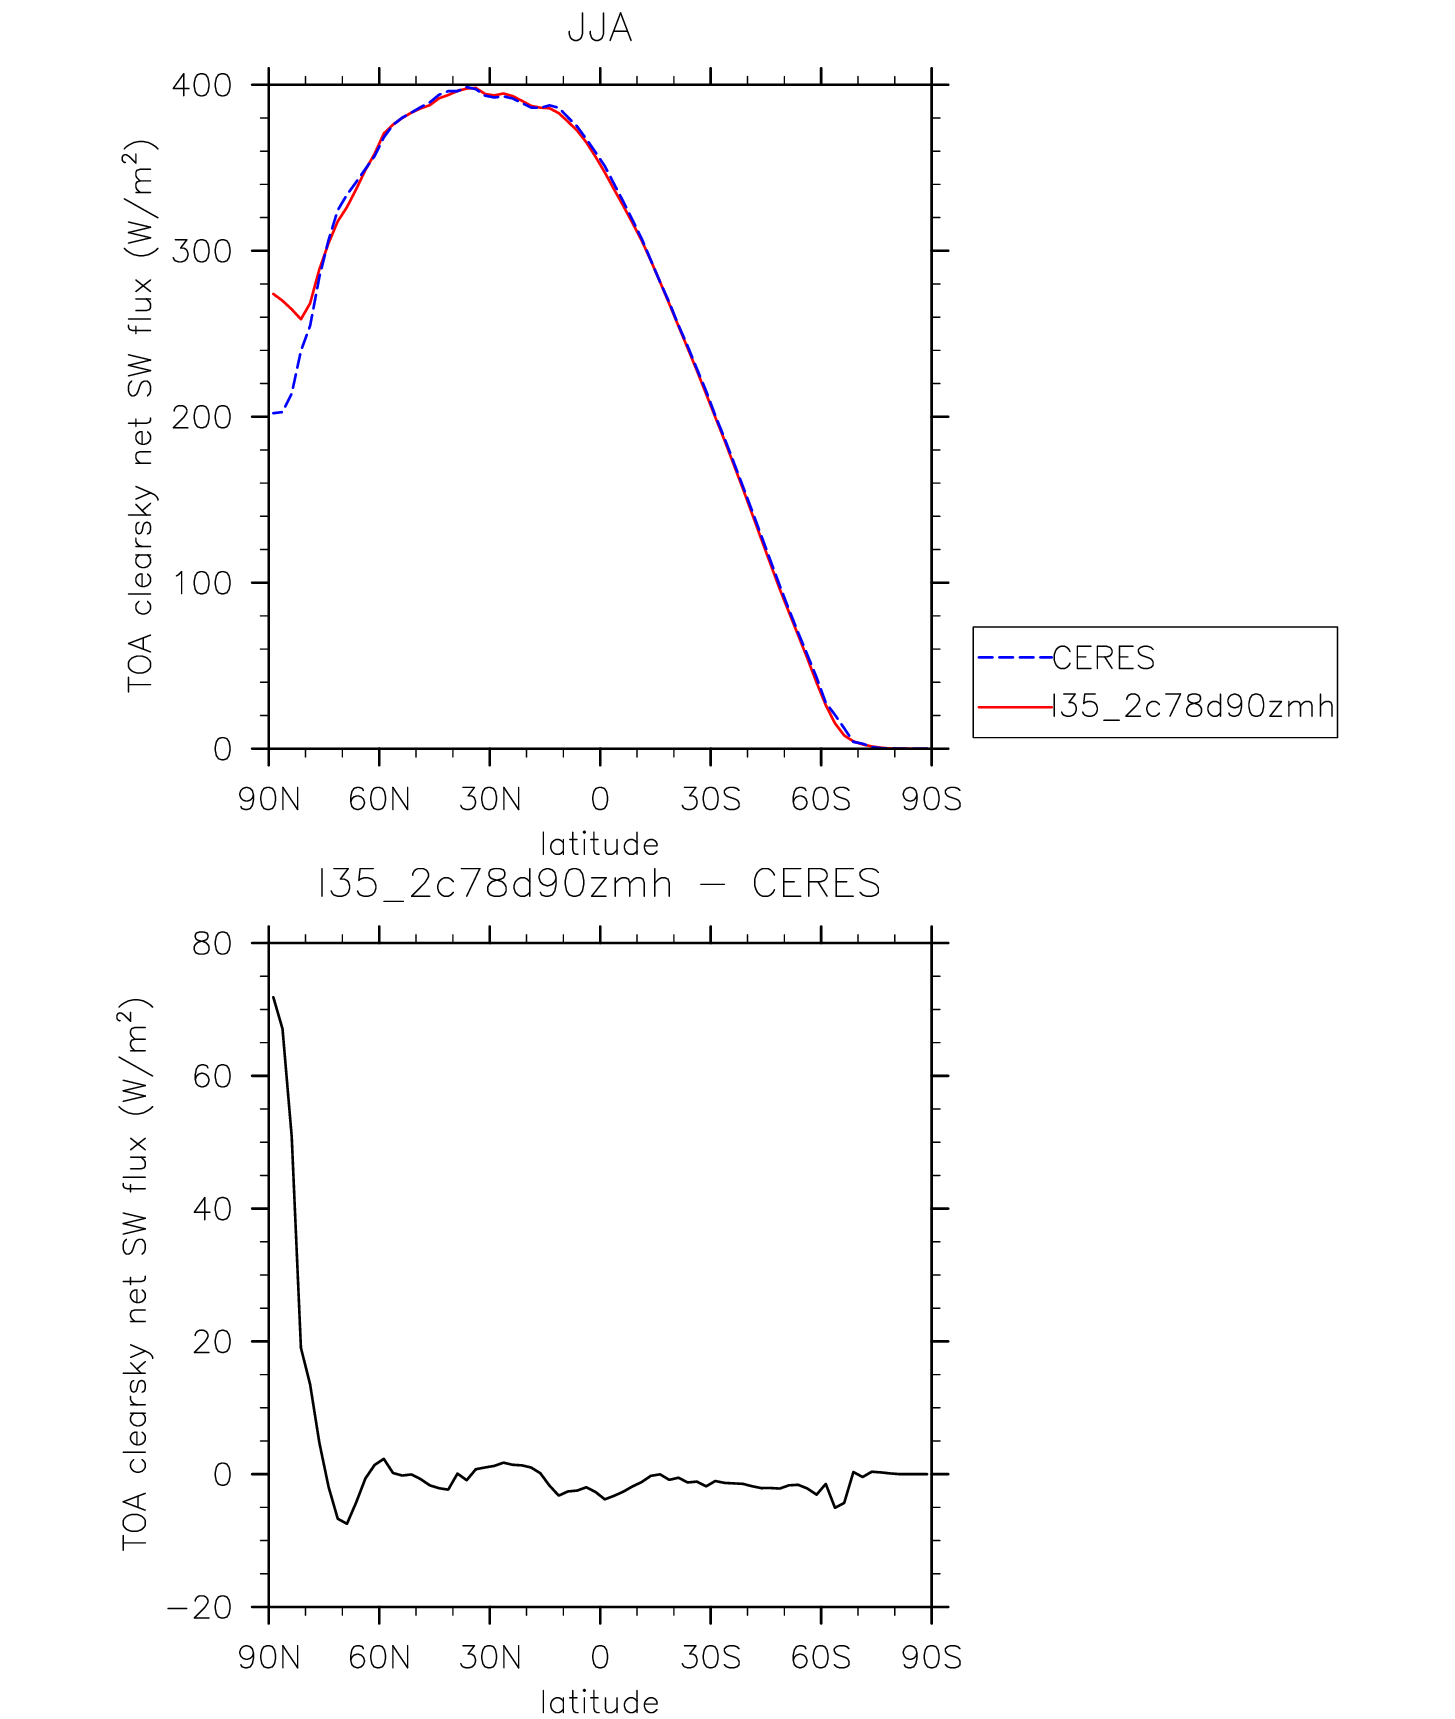 JJA
TOA clearsky net SW flux (W/m²)
400
300
200
100
0
90N 60N 30N 0 30S 60S 90S
latitude
CERES
I35_2c78d90zmh
I35_2c78d90zmh − CERES
TOA clearsky net SW flux (W/m²)
80
60
40
20
0
−20
90N 60N 30N 0 30S 60S 90S
latitude